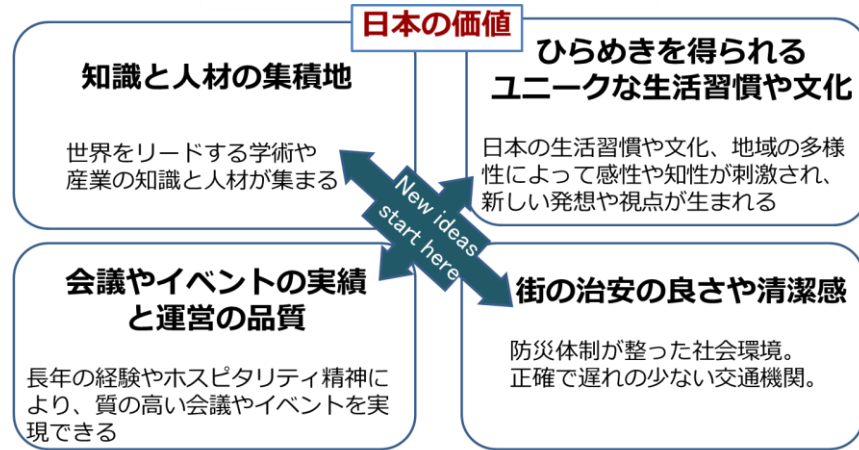 日本の価値
知識と人材の集積地
世界をリードする学術や
産業の知識と人材が集まる
ひらめきを得られる
ユニークな生活習慣や文化
日本の生活習慣や文化、地域の多様
性によって感性や知性が刺激され、
新しい発想や視点が生まれる
New ideas
start here
会議やイベントの実績
と運営の品質
長年の経験やホスピタリティ精神に
より、質の高い会議やイベントを実
現できる
街の治安の良さや清潔感
防災体制が整った社会環境。
正確で遅れの少ない交通機関。